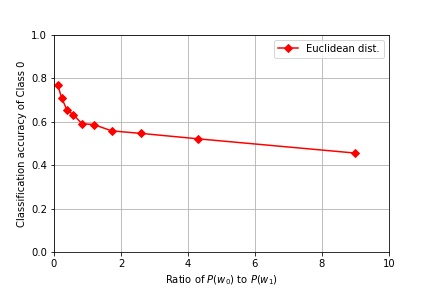 Euclidean dist.
1.0
0.8
0.6
0.4
0.2
0.0
Classification accuracy of Class 0
0 2 4 6 8 10
Ratio of P(w₀) to P(w₁)